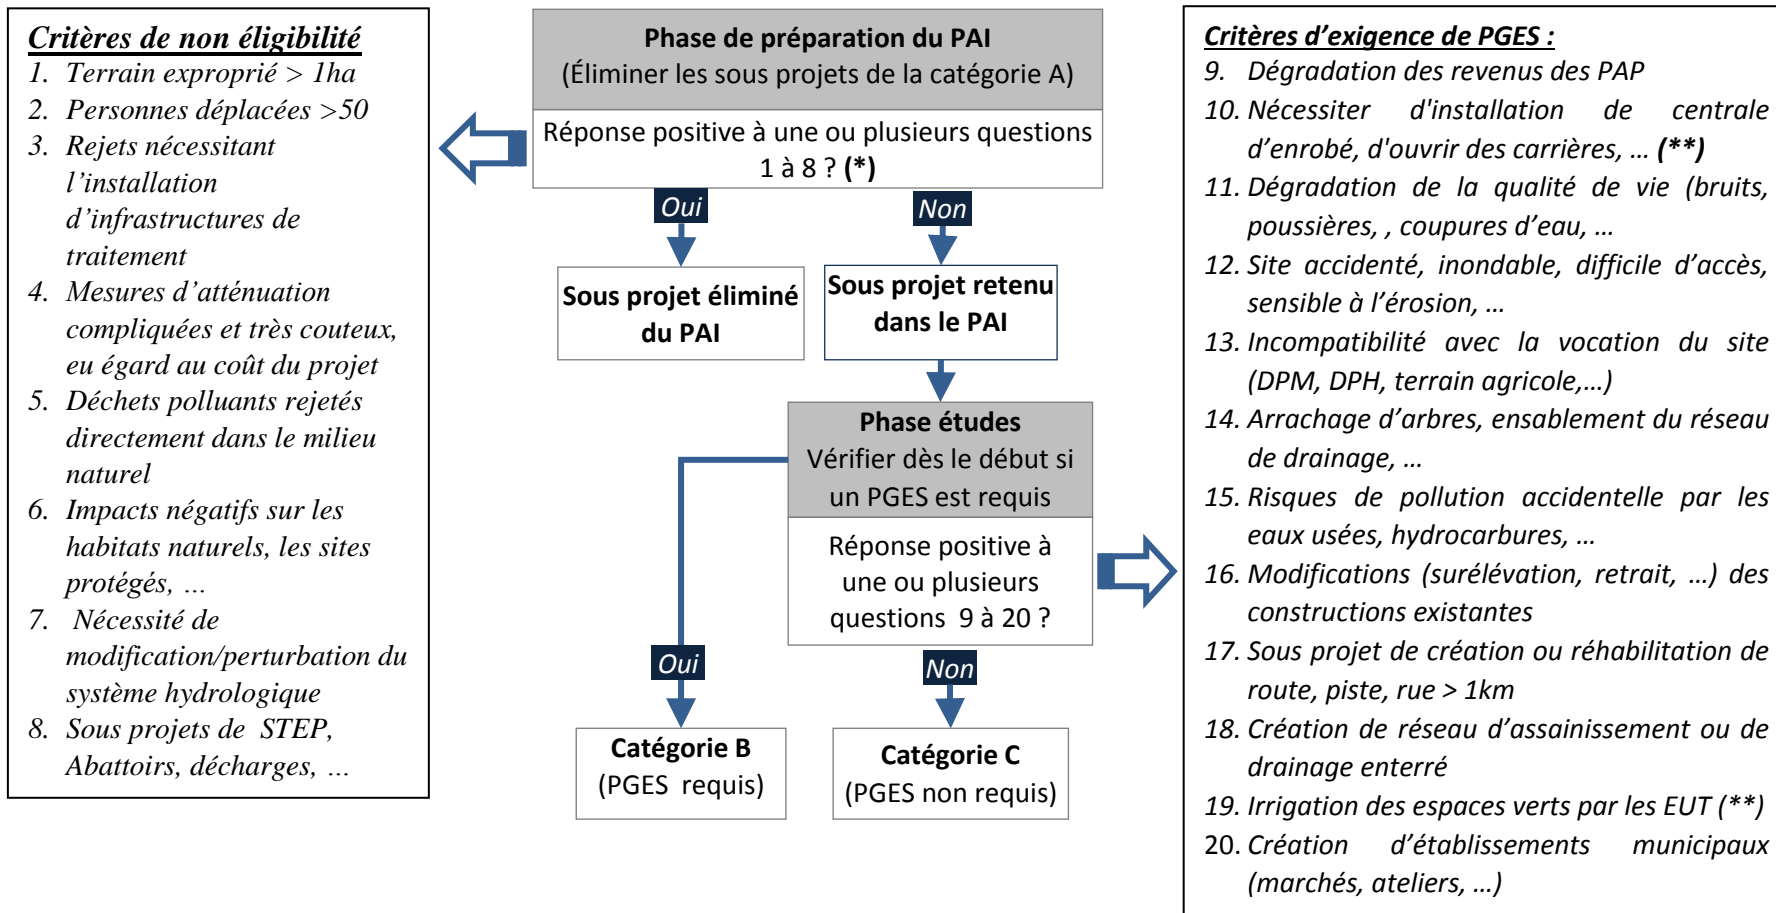 Critères de non éligibilité
1. Terrain exproprié > 1ha
2. Personnes déplacées >50
3. Rejets nécessitant
l’installation
d’infrastructures de
traitement
4. Mesures d’atténuation
compliquées et très couteux,
eu égard au coût du projet
5. Déchets polluants rejetés
directement dans le milieu
naturel
6. Impacts négatifs sur les
habitats naturels, les sites
protégés, …
7. Nécessité de
modification/perturbation du
système hydrologique
8. Sous projets de STEP,
Abattoirs, décharges, …
Phase de préparation du PAI
(Éliminer les sous projets de la catégorie A)
Réponse positive à une ou plusieurs questions
1 à 8 ? (*)
Oui
Non
Sous projet éliminé
du PAI
Sous projet retenu
dans le PAI
Phase études
Vérifier dès le début si
un PGES est requis
Réponse positive à
une ou plusieurs
questions 9 à 20 ?
Oui
Non
Catégorie B
(PGES requis)
Catégorie C
(PGES non requis)
Critères d’exigence de PGES :
9. Dégradation des revenus des PAP
10. Nécessiter d'installation de centrale
d’enrobé, d'ouvrir des carrières, … (**)
11. Dégradation de la qualité de vie (bruits,
poussières, , coupures d’eau, …
12. Site accidenté, inondable, difficile d’accès,
sensible à l’érosion, …
13. Incompatibilité avec la vocation du site
(DPM, DPH, terrain agricole,…)
14. Arrachage d’arbres, ensablement du réseau
de drainage, …
15. Risques de pollution accidentelle par les
eaux usées, hydrocarbures, …
16. Modifications (surélévation, retrait, …) des
constructions existantes
17. Sous projet de création ou réhabilitation de
route, piste, rue > 1km
18. Création de réseau d’assainissement ou de
drainage enterré
19. Irrigation des espaces verts par les EUT (**)
20. Création d’établissements municipaux
(marchés, ateliers, …)